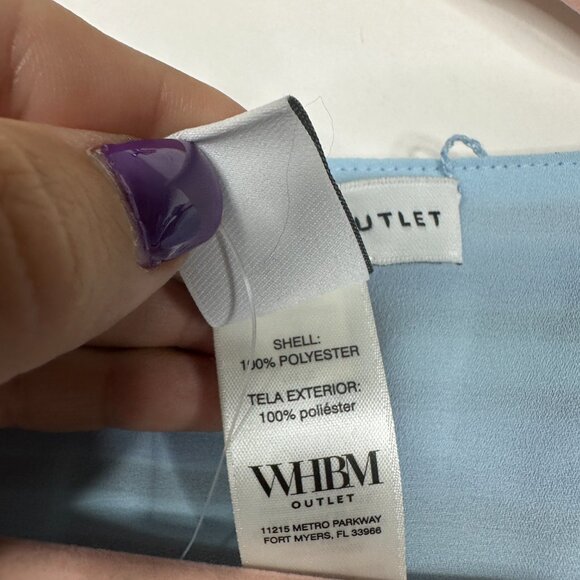 UTLET
SHELL:
100% POLYESTER
TELA EXTERIOR:
100% poliéster
WHBM
OUTLET
11215 METRO PARKWAY
FORT MYERS, FL 33966